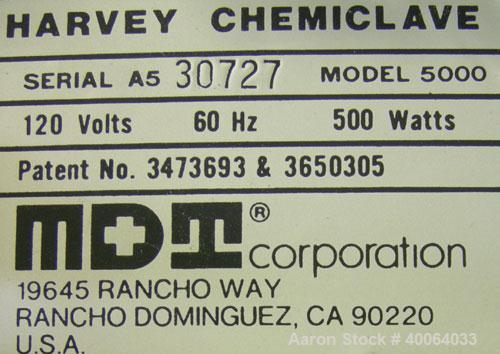 HARVEY CHEMICLAVE
SERIAL A5 30727 MODEL 5000
120 Volts 60 Hz 500 Watts
Patent No. 3473693 & 3650305
MDT® corporation
19645 RANCHO WAY
RANCHO DOMINGUEZ, CA 90220
U.S.A.
Aaron Stock # 40064033